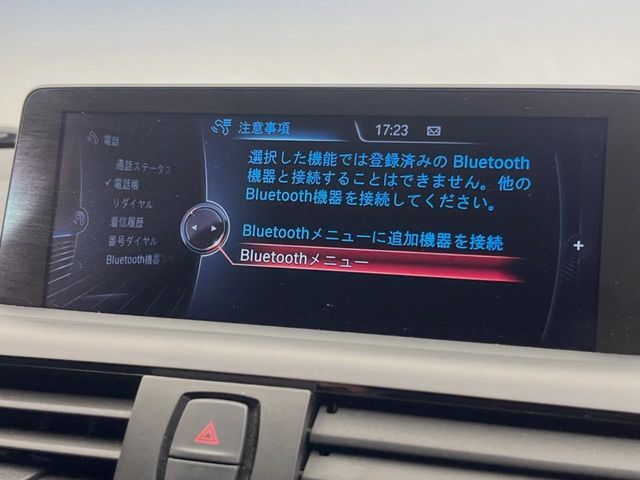 注意事項
17:23
電話
通話ステータス
✓電話帳
リダイヤル
着信履歴
番号ダイヤル
Bluetooth機器
選択した機能では登録済みの Bluetooth
機器と接続することはできません。他の
Bluetooth機器を接続してください。
Bluetoothメニューに追加機器を接続
Bluetoothメニュー